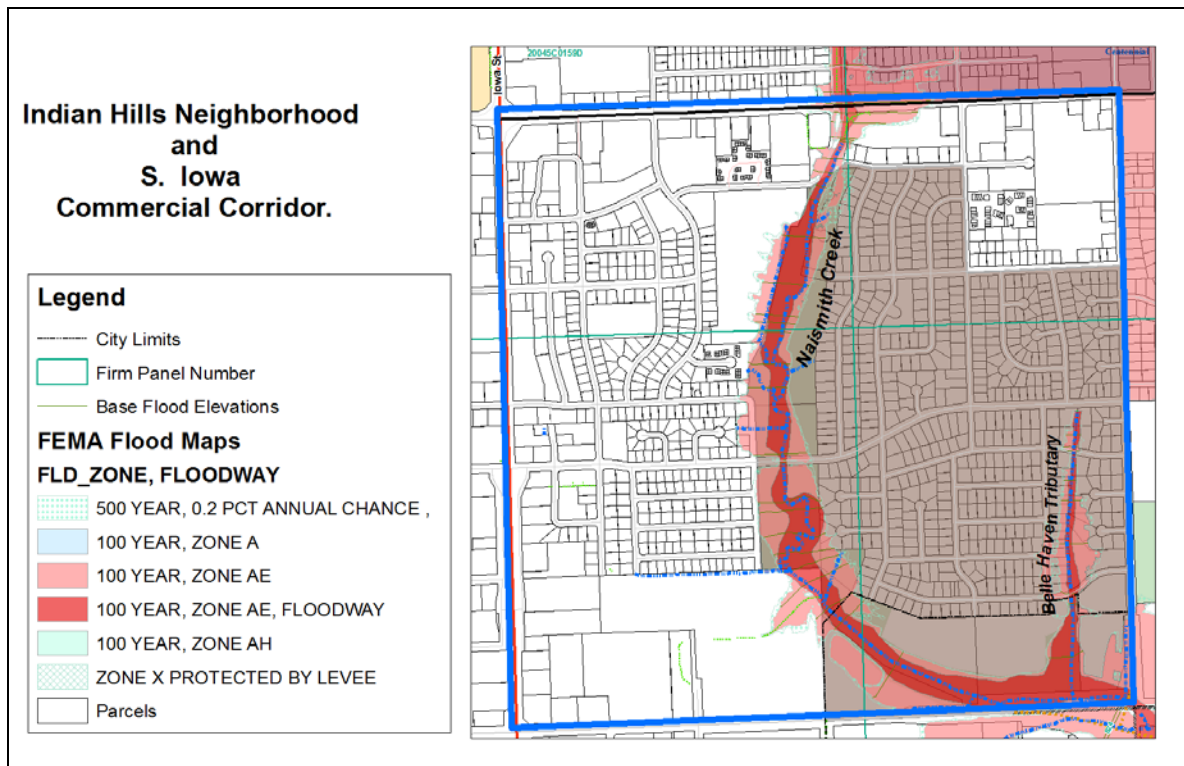 Indian Hills Neighborhood
and
S. Iowa
Commercial Corridor.
Legend
City Limits
Firm Panel Number
Base Flood Elevations
FEMA Flood Maps
FLD_ZONE, FLOODWAY
500 YEAR, 0.2 PCT ANNUAL CHANCE ,
100 YEAR, ZONE A
100 YEAR, ZONE AE
100 YEAR, ZONE AE, FLOODWAY
100 YEAR, ZONE AH
ZONE X PROTECTED BY LEVEE
Parcels
20045C0159D
Centennial
Iowa St
Naismith Creek
Belle Haven Tributary